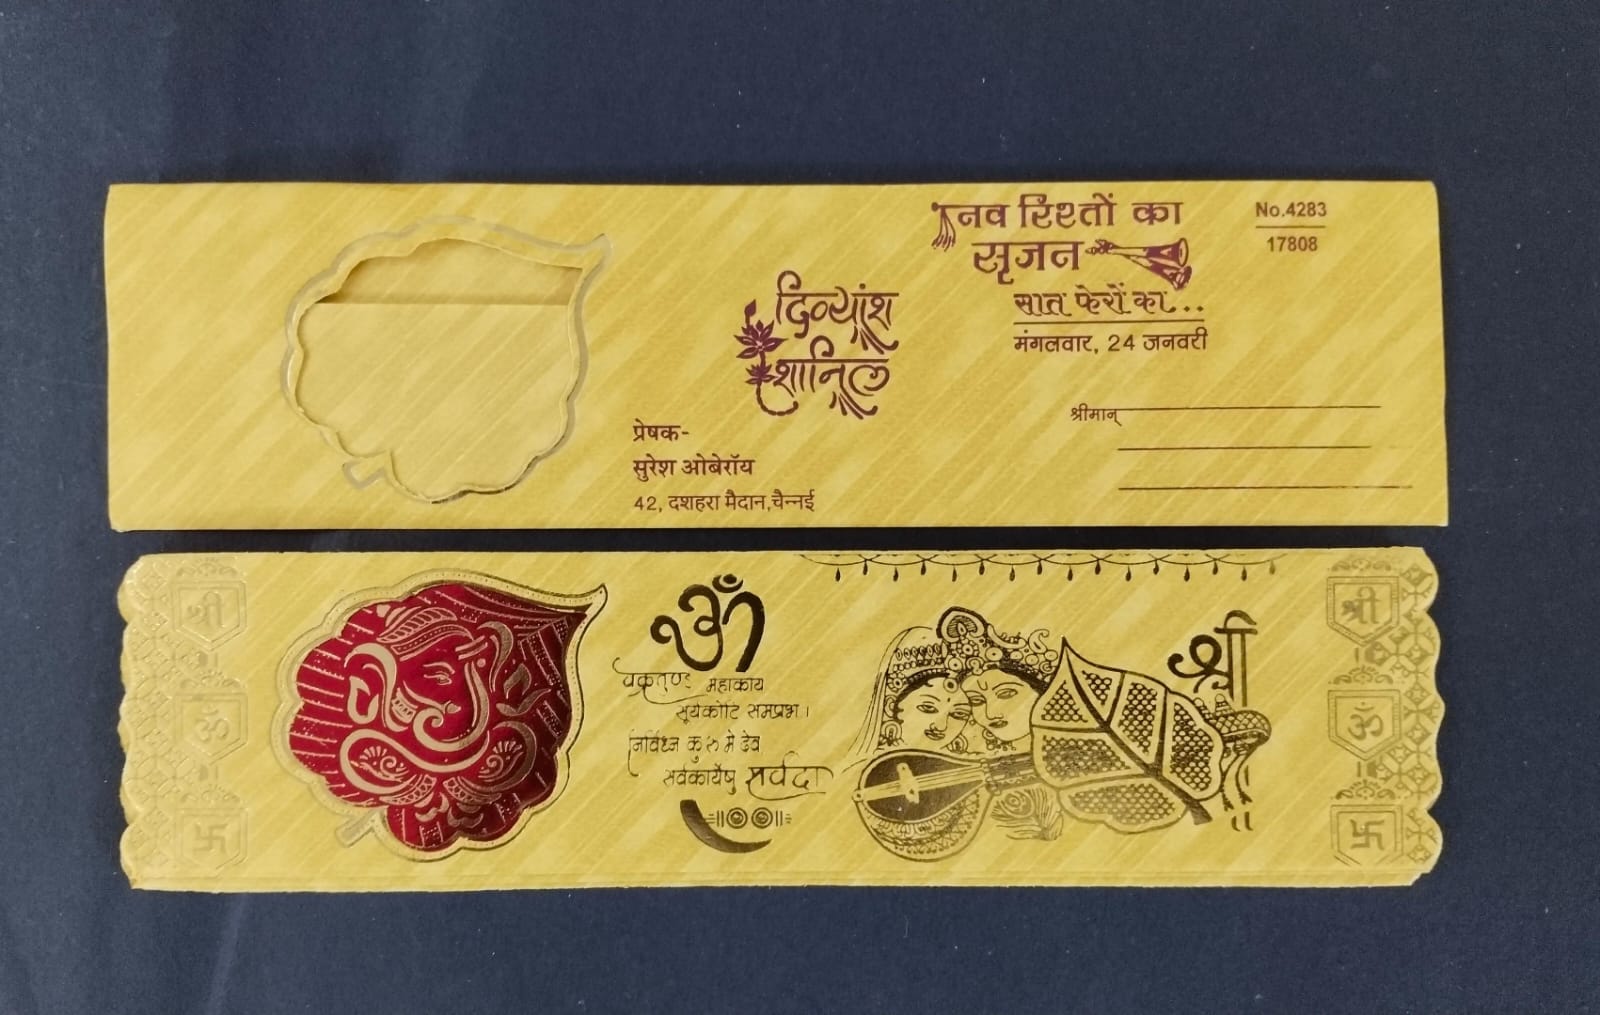 नव रिश्तों का
सृजन
सात फेरों का...
मंगलवार, 24 जनवरी
No.4283
17808
दिव्यांश
शानिल
प्रेषक-
सुरेश ओबेरॉय
42, दशहरा मैदान,चैन्नई
श्रीमान्
श्री
ॐ
卐
ॐ
वक्रतुण्ड महाकाय
सूर्यकोटि समप्रभ।
निर्विघ्न कुरु मे देव
सर्वकार्येषु सर्वदा
श्री
श्री
ॐ
卐